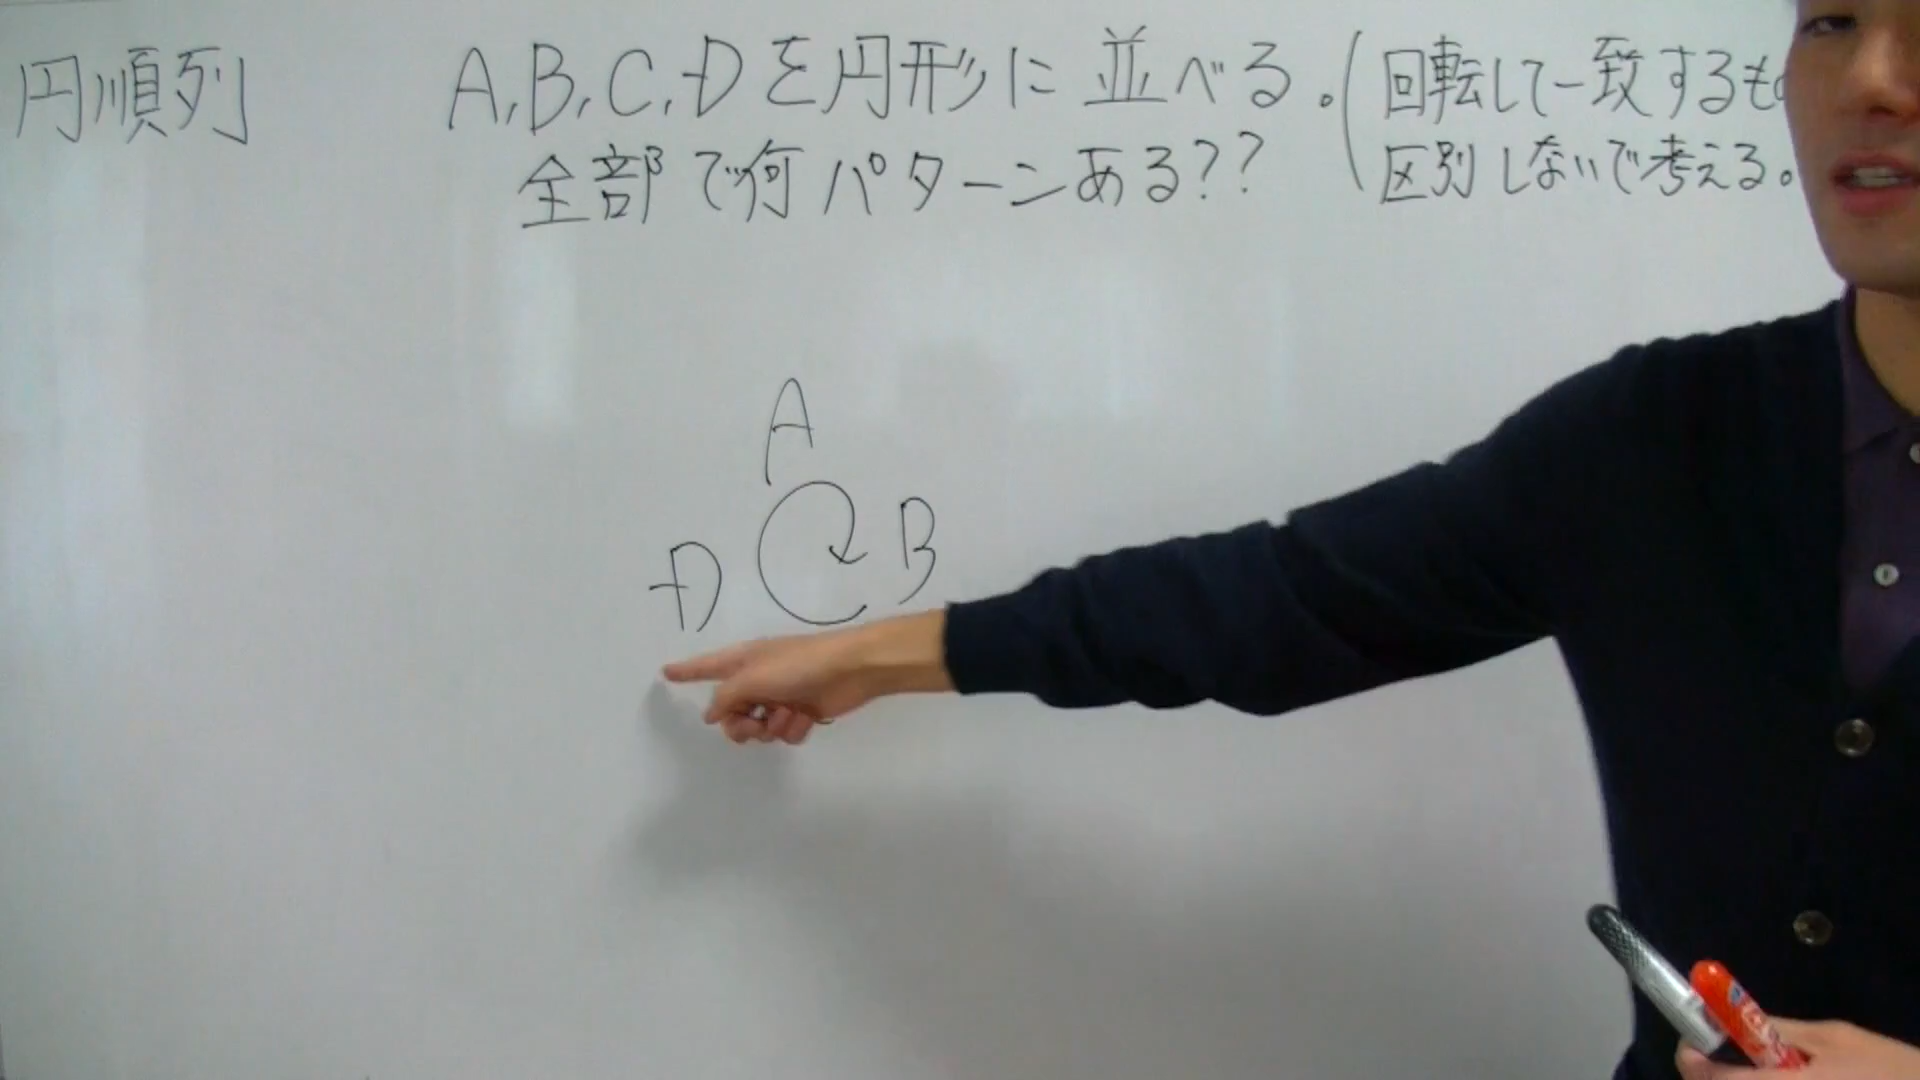 円順列
A, B, C, Dを円形に並べる。
全部で何パターンある??
(回転して一致するも
区別しないで考える。
A
B
D